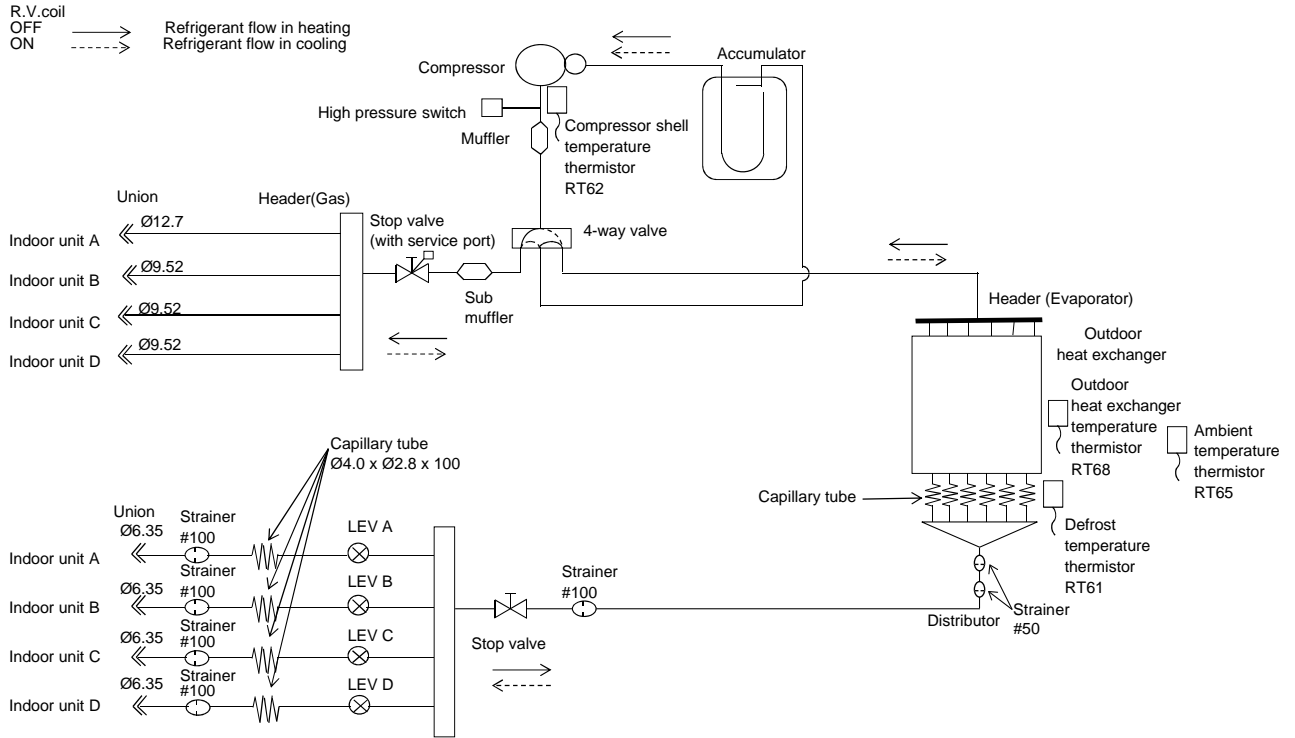 R.V.coil
OFF Refrigerant flow in heating
ON Refrigerant flow in cooling
Compressor
Accumulator
High pressure switch
Muffler
Compressor shell
temperature
thermistor
RT62
Union
Header(Gas)
Stop valve
(with service port)
4-way valve
Ø12.7
Indoor unit A
Ø9.52
Indoor unit B
Ø9.52
Indoor unit C
Ø9.52
Indoor unit D
Sub
muffler
Header (Evaporator)
Outdoor
heat exchanger
Outdoor
heat exchanger
temperature
thermistor
RT68
Ambient
temperature
thermistor
RT65
Capillary tube
Ø4.0 x Ø2.8 x 100
Capillary tube
Defrost
temperature
thermistor
RT61
Union
Ø6.35
Strainer
#100
LEV A
Indoor unit A
Ø6.35
Strainer
#100
LEV B
Indoor unit B
Ø6.35
Strainer
#100
LEV C
Indoor unit C
Ø6.35
Strainer
#100
LEV D
Indoor unit D
Stop valve
Strainer
#100
Distributor
Strainer
#50